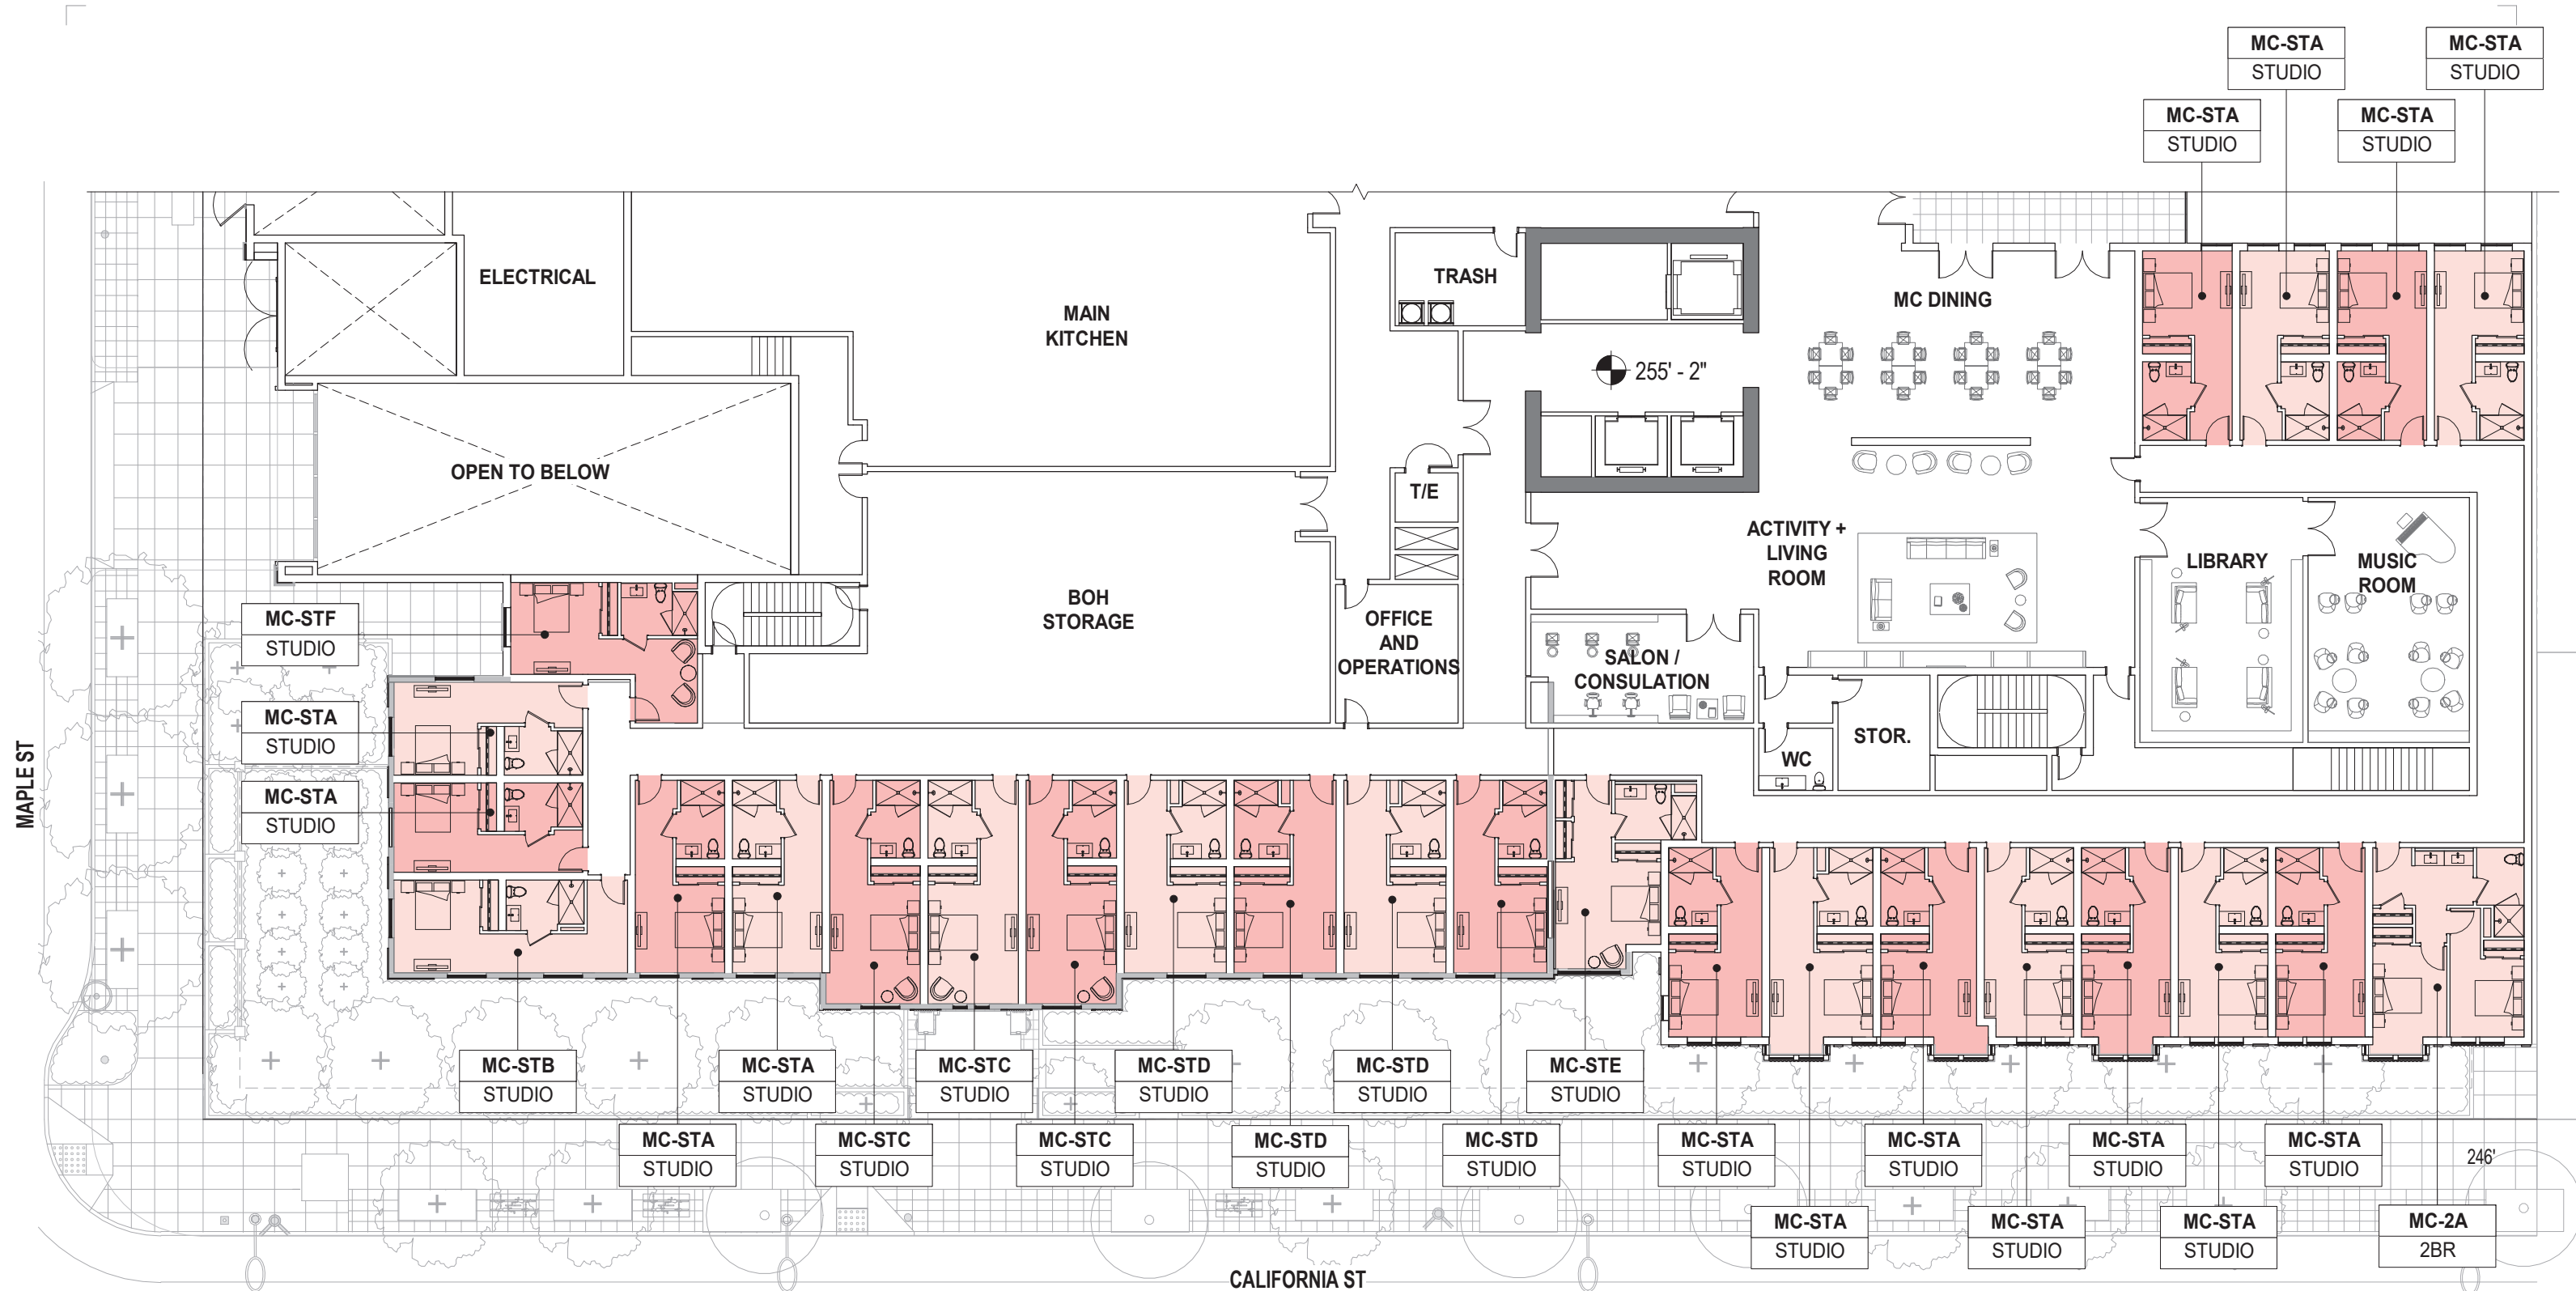 MC-STA
STUDIO
MC-STA
STUDIO
MC-STA
STUDIO
MC-STA
STUDIO
ELECTRICAL
MAIN
KITCHEN
TRASH
MC DINING
255' - 2"
OPEN TO BELOW
T/E
ACTIVITY +
LIVING
ROOM
LIBRARY
MUSIC
ROOM
BOH
STORAGE
OFFICE
AND
OPERATIONS
SALON /
CONSULATION
STOR.
WC
MC-STF
STUDIO
MC-STA
STUDIO
MC-STA
STUDIO
MAPLE ST
MC-STB
STUDIO
MC-STA
STUDIO
MC-STC
STUDIO
MC-STD
STUDIO
MC-STD
STUDIO
MC-STE
STUDIO
MC-STA
STUDIO
MC-STC
STUDIO
MC-STC
STUDIO
MC-STD
STUDIO
MC-STD
STUDIO
MC-STA
STUDIO
MC-STA
STUDIO
MC-STA
STUDIO
MC-STA
STUDIO
246'
MC-STA
STUDIO
MC-STA
STUDIO
MC-STA
STUDIO
MC-2A
2BR
CALIFORNIA ST